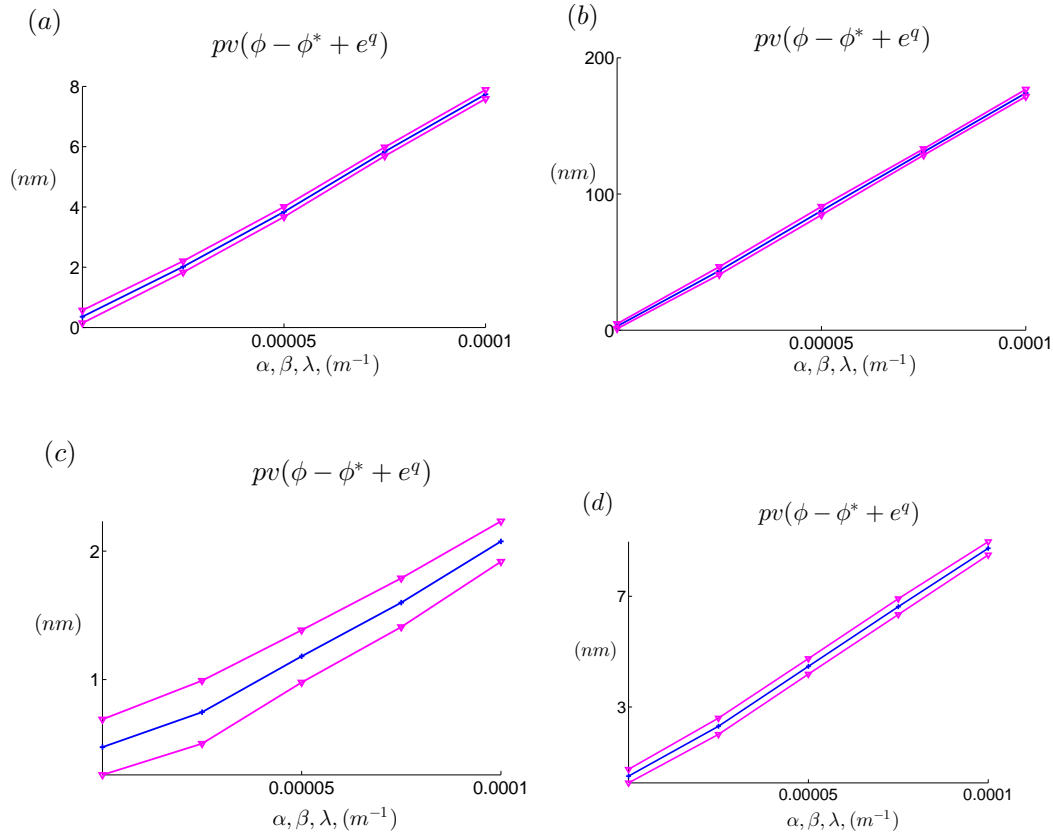 (a)
pv(ϕ − ϕ* + e^q)
8
6
(nm)
4
2
0
0.00005
0.0001
α, β, λ, (m⁻¹)
(b)
pv(ϕ − ϕ* + e^q)
200
(nm)
100
0
0.00005
0.0001
α, β, λ, (m⁻¹)
(c)
pv(ϕ − ϕ* + e^q)
2
(nm)
1
0.00005
0.0001
α, β, λ, (m⁻¹)
(d)
pv(ϕ − ϕ* + e^q)
7
(nm)
3
0.00005
0.0001
α, β, λ, (m⁻¹)